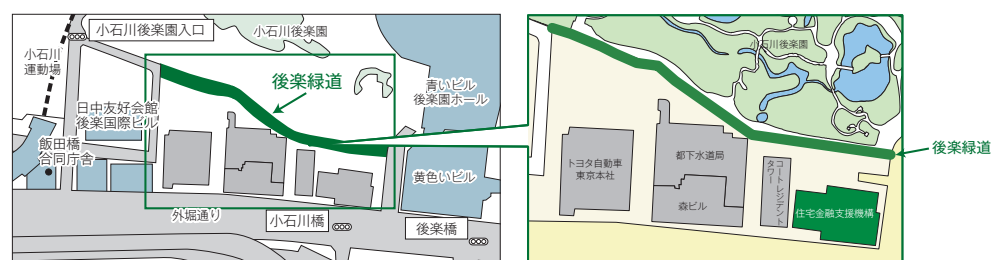 小石川後楽園入口
小石川後楽園
小石川
運動場
後楽緑道
青いビル
後楽園ホール
日中友好会館
後楽国際ビル
飯田橋
合同庁舎
黄色いビル
外堀通り
小石川橋
後楽橋
小石川後楽園
後楽緑道
トヨタ自動車
東京本社
都下水道局
森ビル
コートレジデント
タワー
住宅金融支援機構